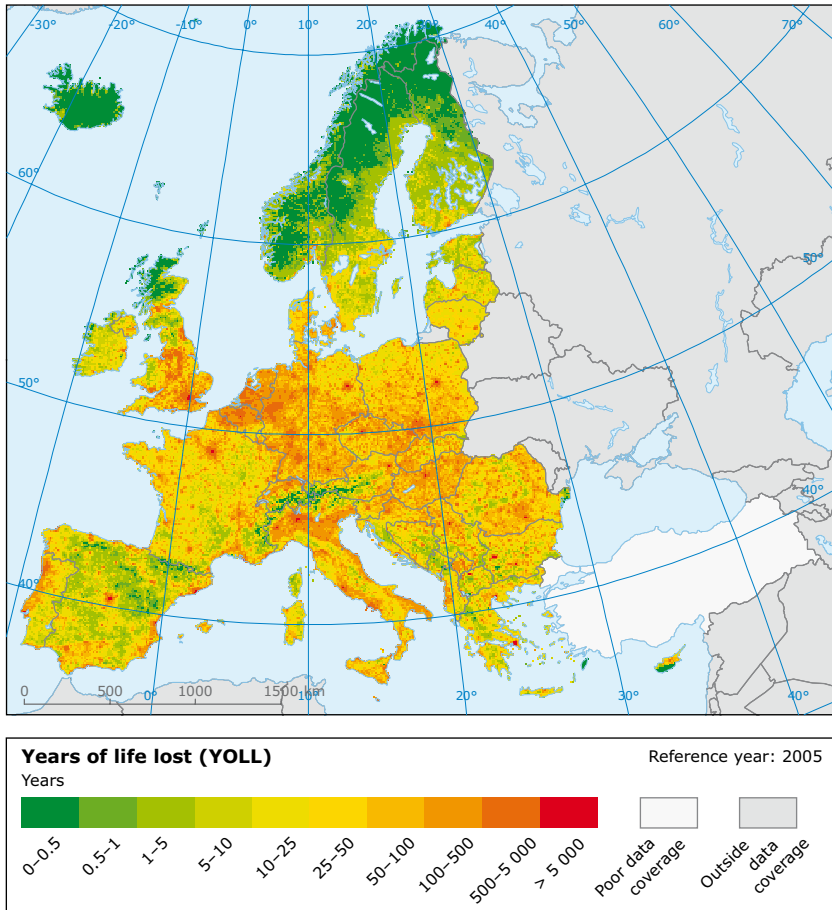 -30° -20° -10° 0° 10° 20° 30° 40° 50° 60°
60°
50°
50°
40°
40°
0 500 1000 1500 km
0° 10° 20° 30° 40°
Years of life lost (YOLL) Reference year: 2005
Years
0–0.5 0.5–1 1–5 5–10 10–25 25–50 50–100 100–500 500–5 000 > 5 000
Poor data coverage
Outside data coverage